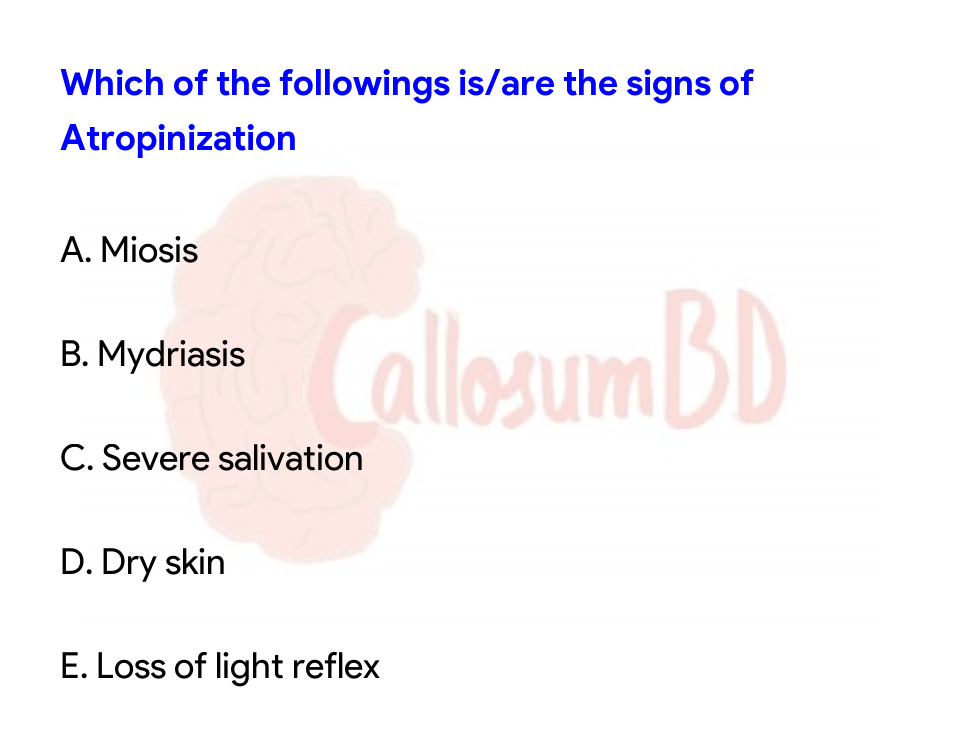 Which of the followings is/are the signs of
Atropinization
A. Miosis
B. Mydriasis
CallosumBD
C. Severe salivation
D. Dry skin
E. Loss of light reflex